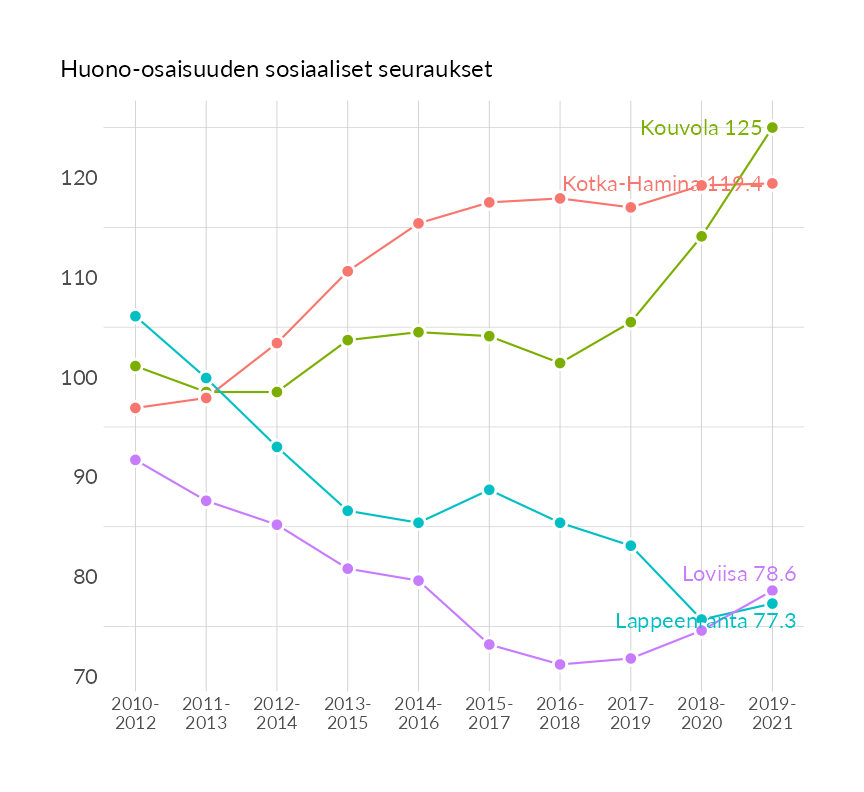 Huono-osaisuuden sosiaaliset seuraukset
Kouvola 125
120
Kotka-Hamina 119.4
110
100
90
80
Loviisa 78.6
Lappeenranta 77.3
70
2010- 2011- 2012- 2013- 2014- 2015- 2016- 2017- 2018- 2019-
2012 2013 2014 2015 2016 2017 2018 2019 2020 2021